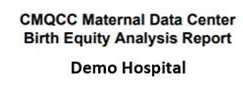 CMQCC Maternal Data Center
Birth Equity Analysis Report
Demo Hospital